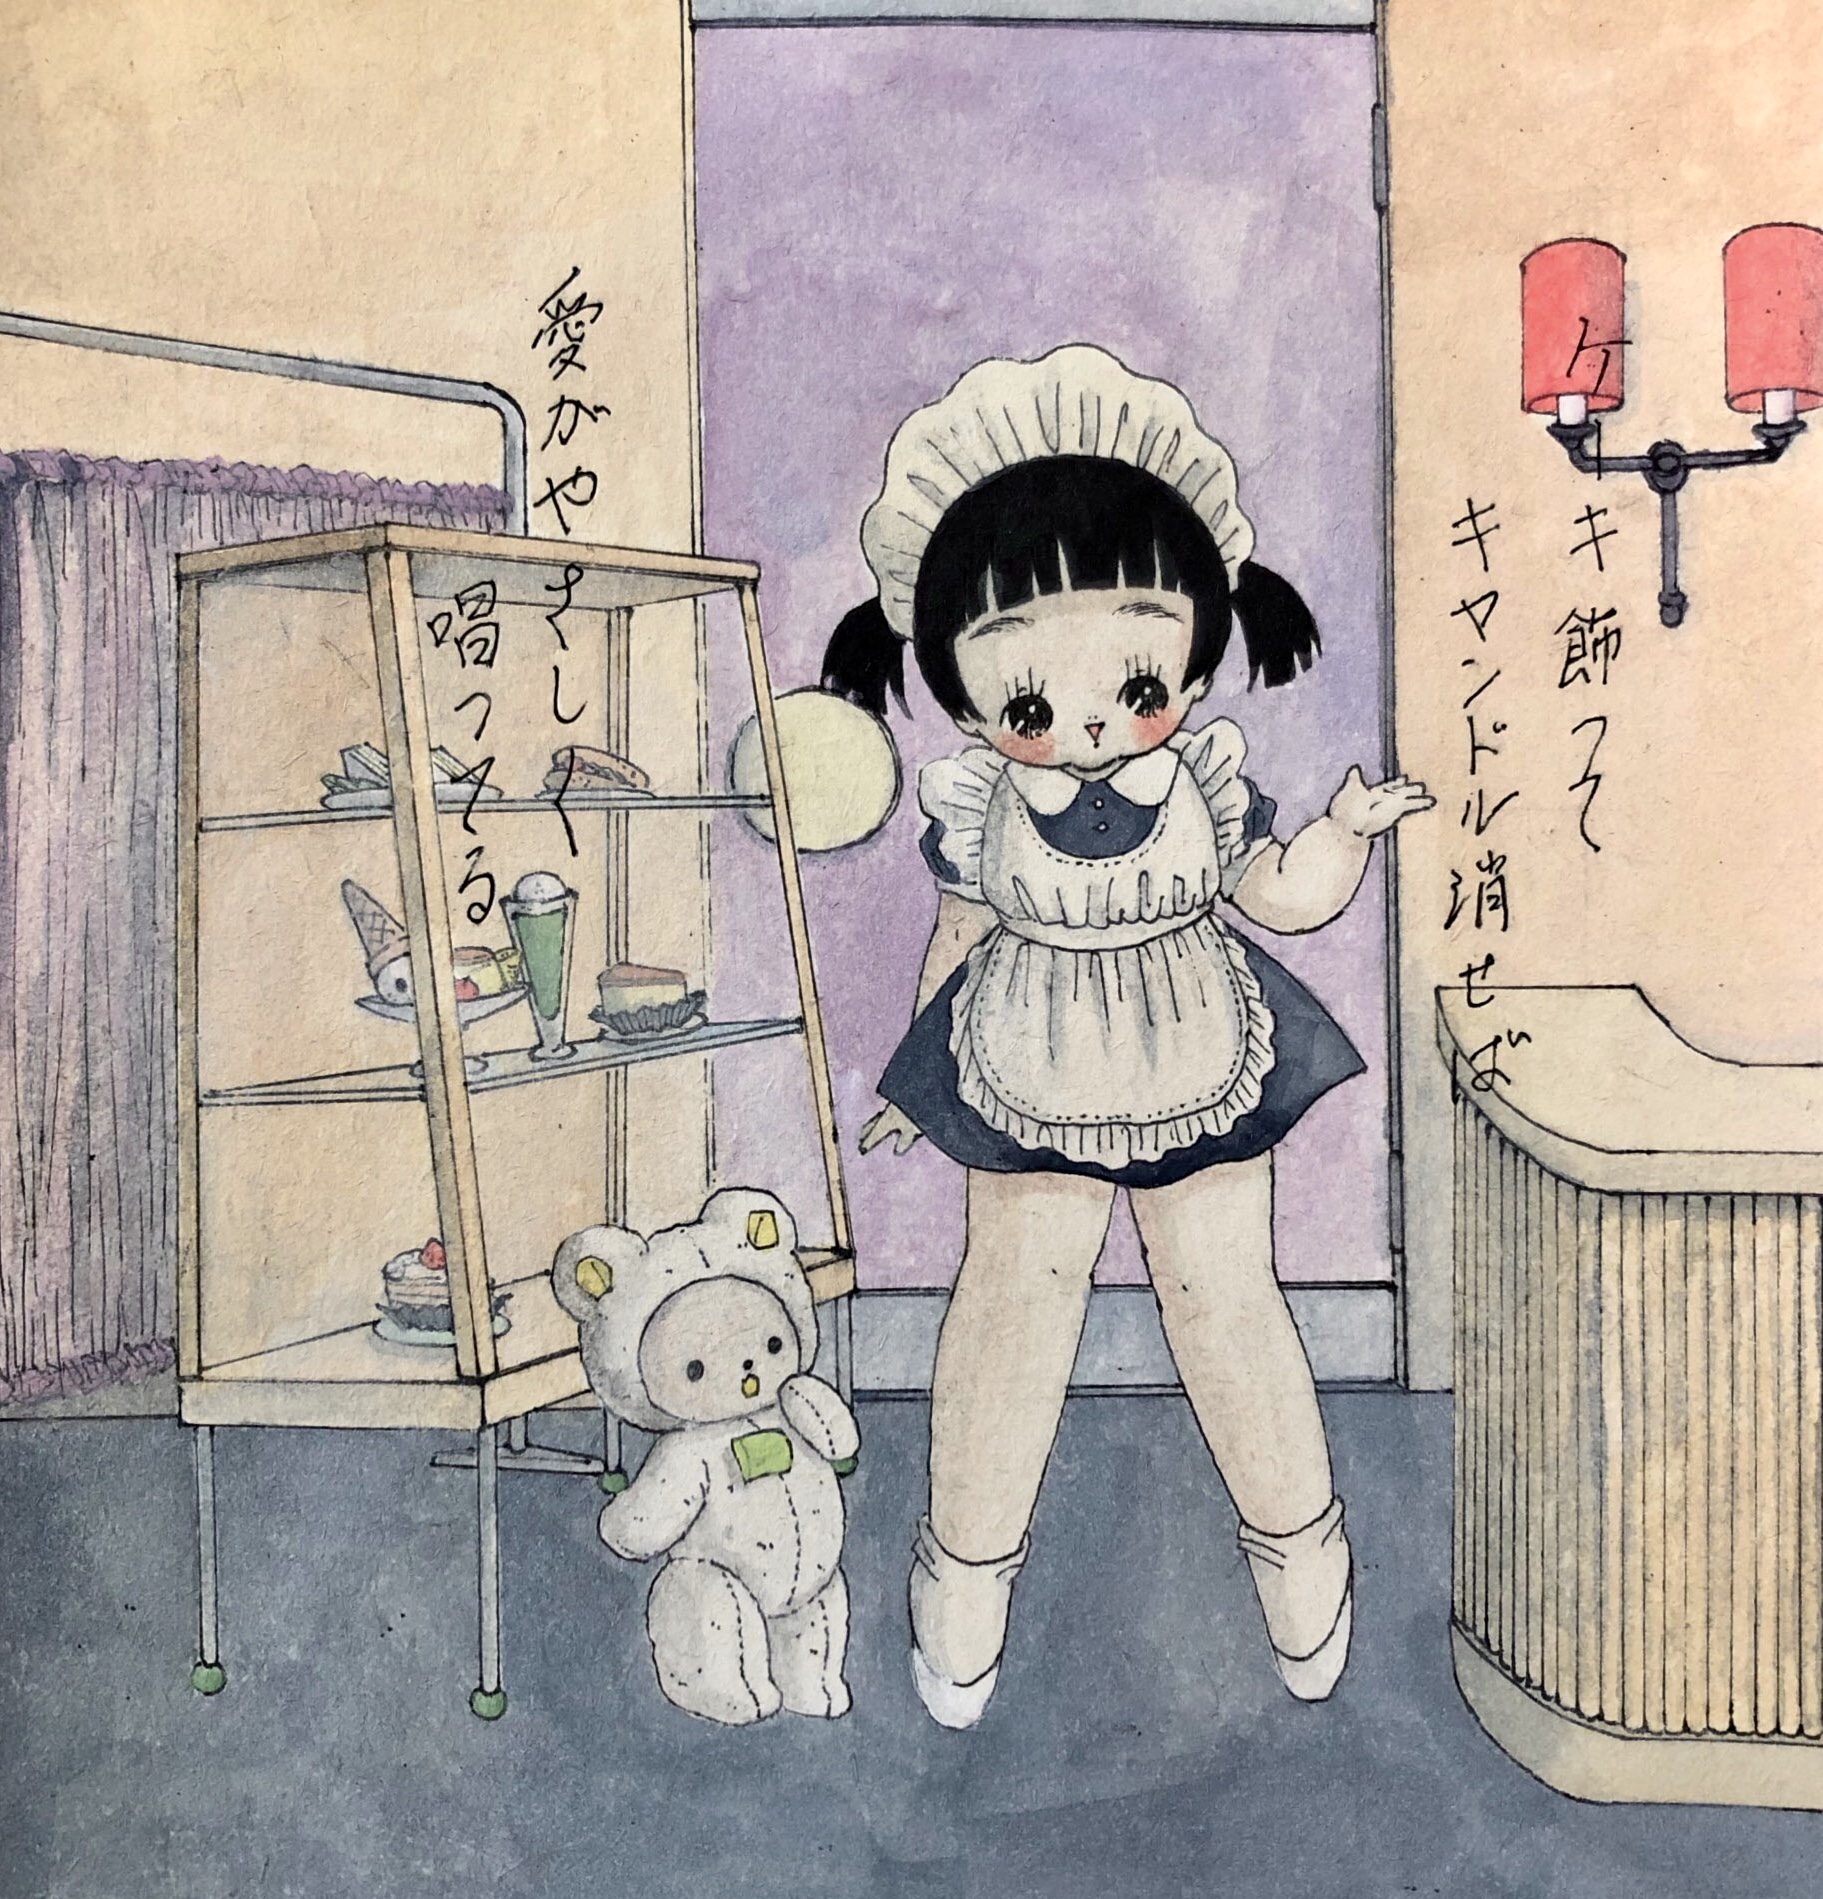 ケーキ飾って
キャンドル消せば
愛がやさしく
唱ってる